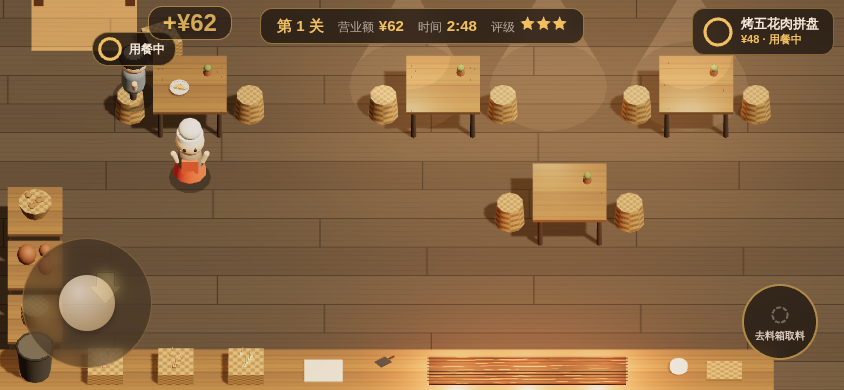 +¥62
第 1 关 营业额 ¥62 时间 2:48 评级
烤五花肉拼盘
¥48 · 用餐中
用餐中
去料箱取料